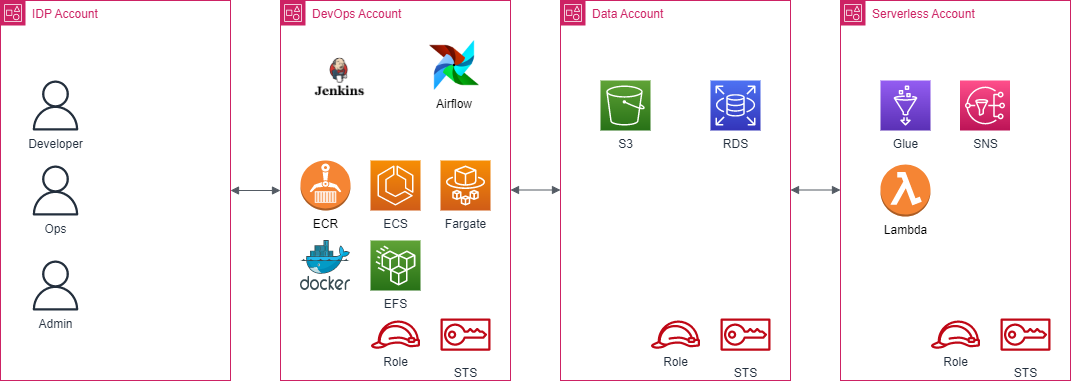 IDP Account
Developer
Ops
Admin
DevOps Account
Jenkins
Airflow
ECR
ECS
Fargate
docker
EFS
Role
STS
Data Account
S3
RDS
Role
STS
Serverless Account
Glue
SNS
Lambda
Role
STS